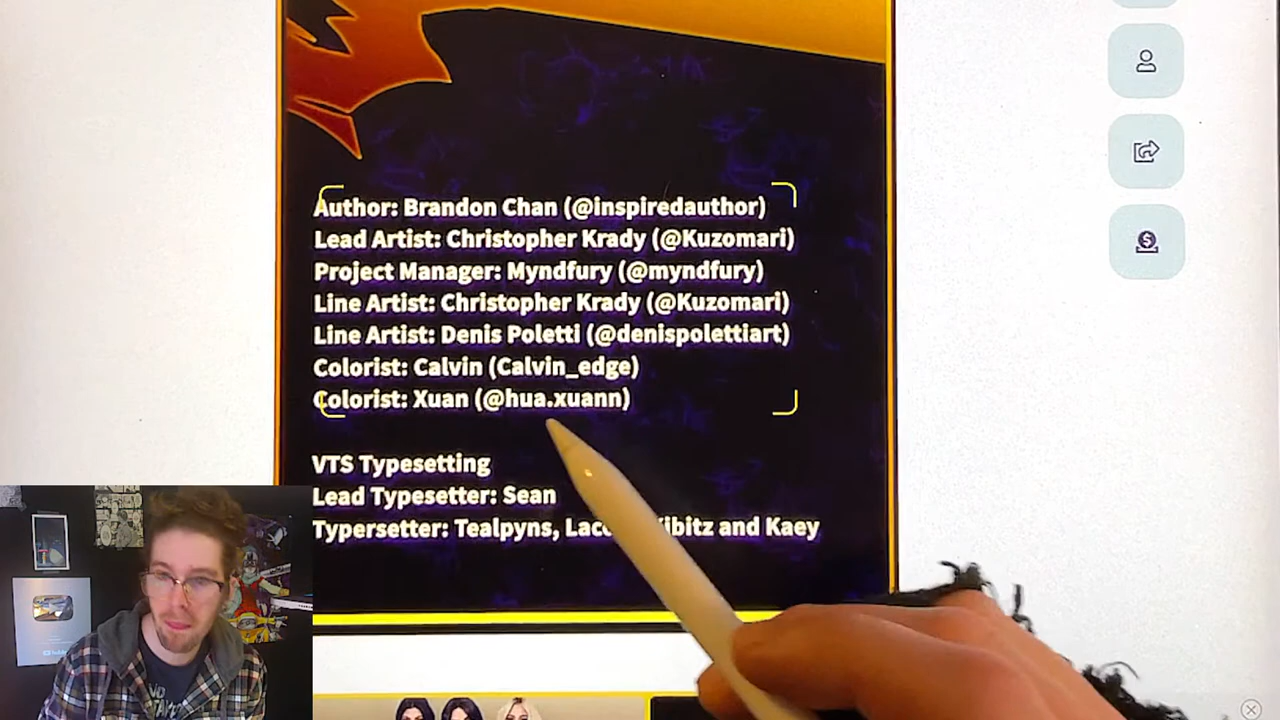 Author: Brandon Chan (@inspiredauthor)
Lead Artist: Christopher Krady (@Kuzomari)
Project Manager: Myndfury (@myndfury)
Line Artist: Christopher Krady (@Kuzomari)
Line Artist: Denis Poletti (@denispolettiart)
Colorist: Calvin (Calvin_edge)
Colorist: Xuan (@hua.xuann)
VTS Typesetting
Lead Typesetter: Sean
Typersetter: Tealpyns, and Kaey